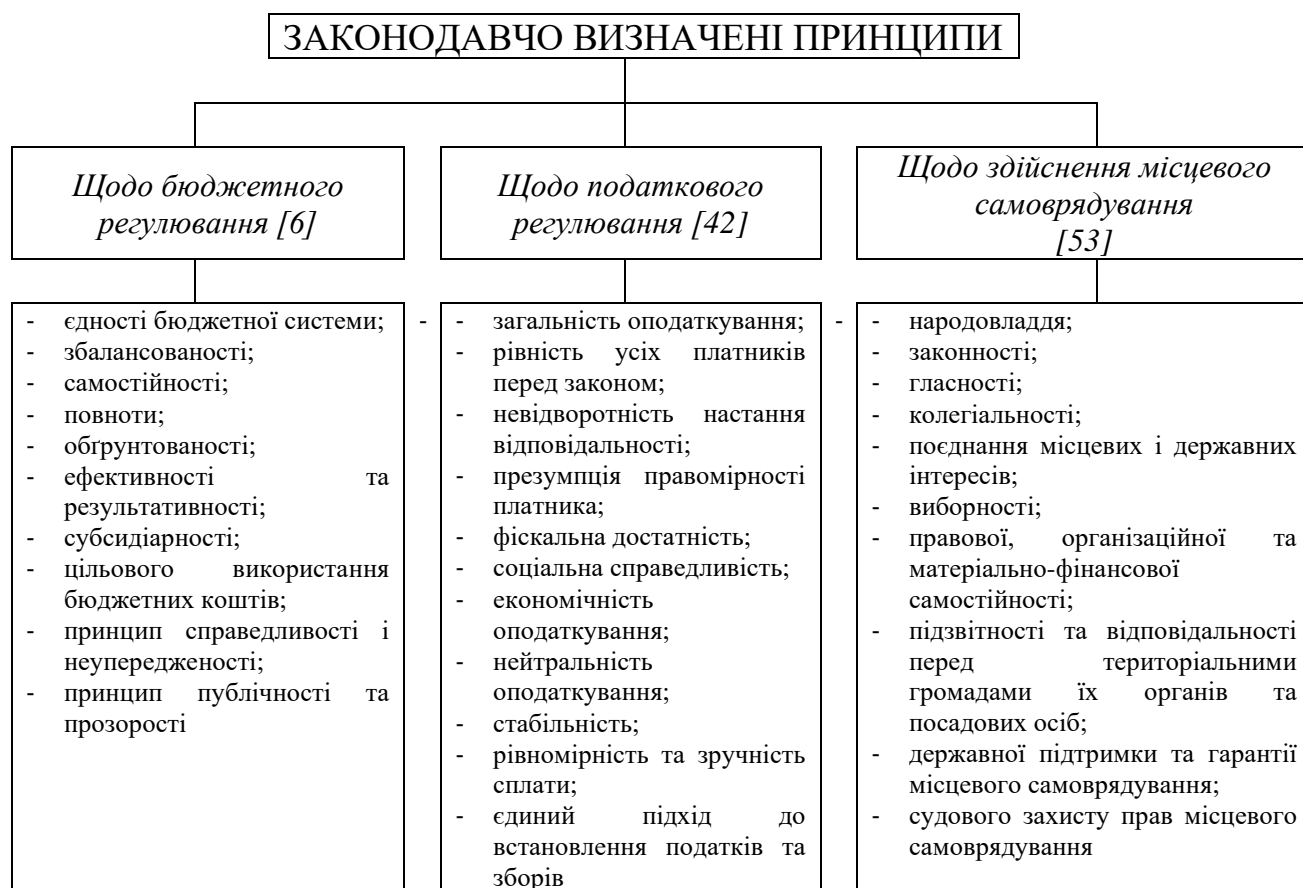 ЗАКОНОДАВЧО ВИЗНАЧЕНІ ПРИНЦИПИ
Щодо бюджетного
регулювання [6]
- єдності бюджетної системи;
- збалансованості;
- самостійності;
- повноти;
- обґрунтованості;
- ефективності та
результативності;
- субсидіарності;
- цільового використання
бюджетних коштів;
- принцип справедливості і
неупередженості;
- принцип публічності та
прозорості
Щодо податкового
регулювання [42]
-
- загальність оподаткування;
- рівність усіх платників
перед законом;
- невідворотність настання
відповідальності;
- презумпція правомірності
платника;
- фіскальна достатність;
- соціальна справедливість;
- економічність
оподаткування;
- нейтральність
оподаткування;
- стабільність;
- рівномірність та зручність
сплати;
- єдиний підхід до
встановлення податків та
зборів
Щодо здійснення місцевого
самоврядування
[53]
-
- народовладдя;
- законності;
- гласності;
- колегіальності;
- поєднання місцевих і державних
інтересів;
- виборності;
- правової, організаційної та
матеріально-фінансової
самостійності;
- підзвітності та відповідальності
перед територіальними
громадами їх органів та
посадових осіб;
- державної підтримки та гарантії
місцевого самоврядування;
- судового захисту прав місцевого
самоврядування